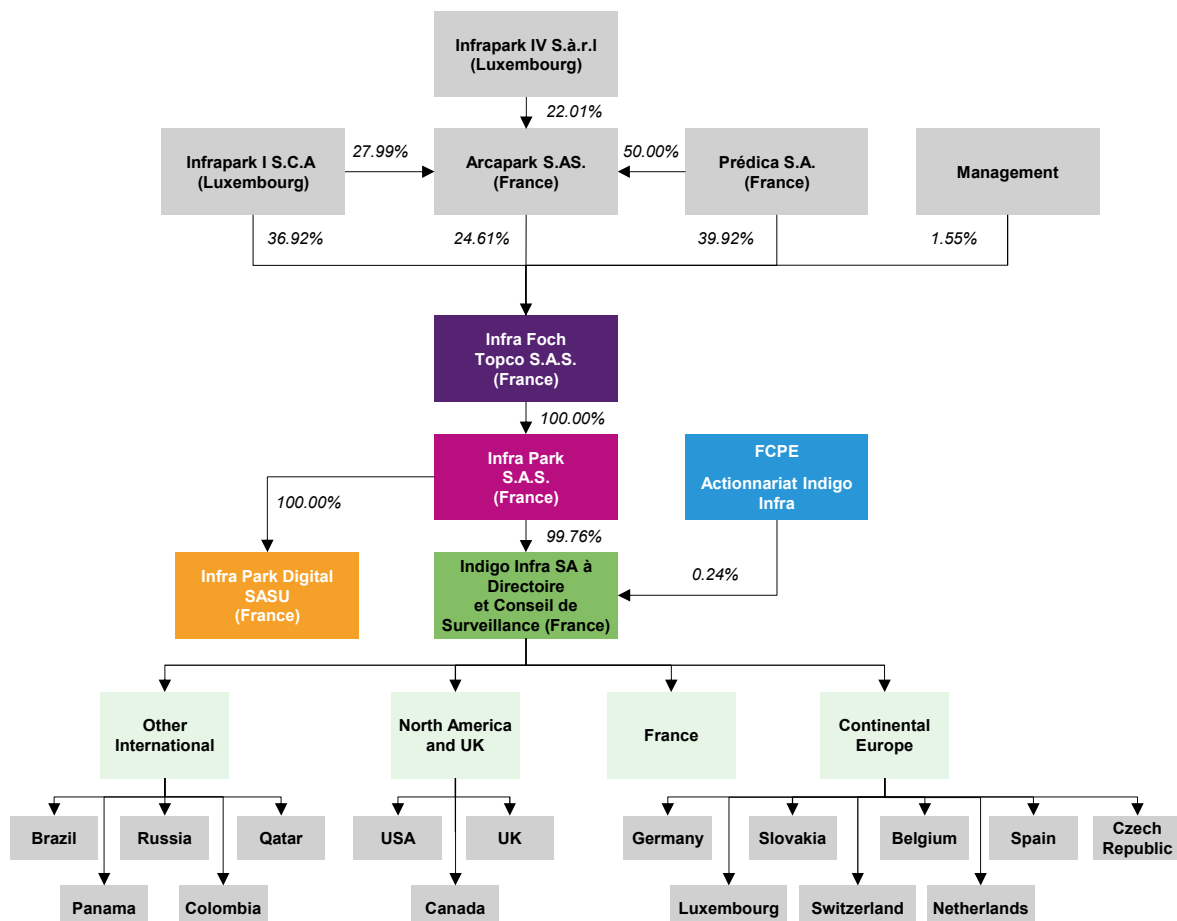 Infrapark IV S.à.r.l
(Luxembourg)
22.01%
Infrapark I S.C.A
(Luxembourg)
27.99%
Arcapark S.AS.
(France)
50.00%
Prédica S.A.
(France)
Management
36.92%
24.61%
39.92%
1.55%
Infra Foch
Topco S.A.S.
(France)
100.00%
Infra Park
S.A.S.
(France)
FCPE
Actionnariat Indigo
Infra
100.00%
99.76%
0.24%
Infra Park Digital
SASU
(France)
Indigo Infra SA à
Directoire
et Conseil de
Surveillance (France)
Other
International
North America
and UK
France
Continental
Europe
Brazil
Russia
Qatar
USA
UK
Germany
Slovakia
Belgium
Spain
Czech
Republic
Panama
Colombia
Canada
Luxembourg
Switzerland
Netherlands